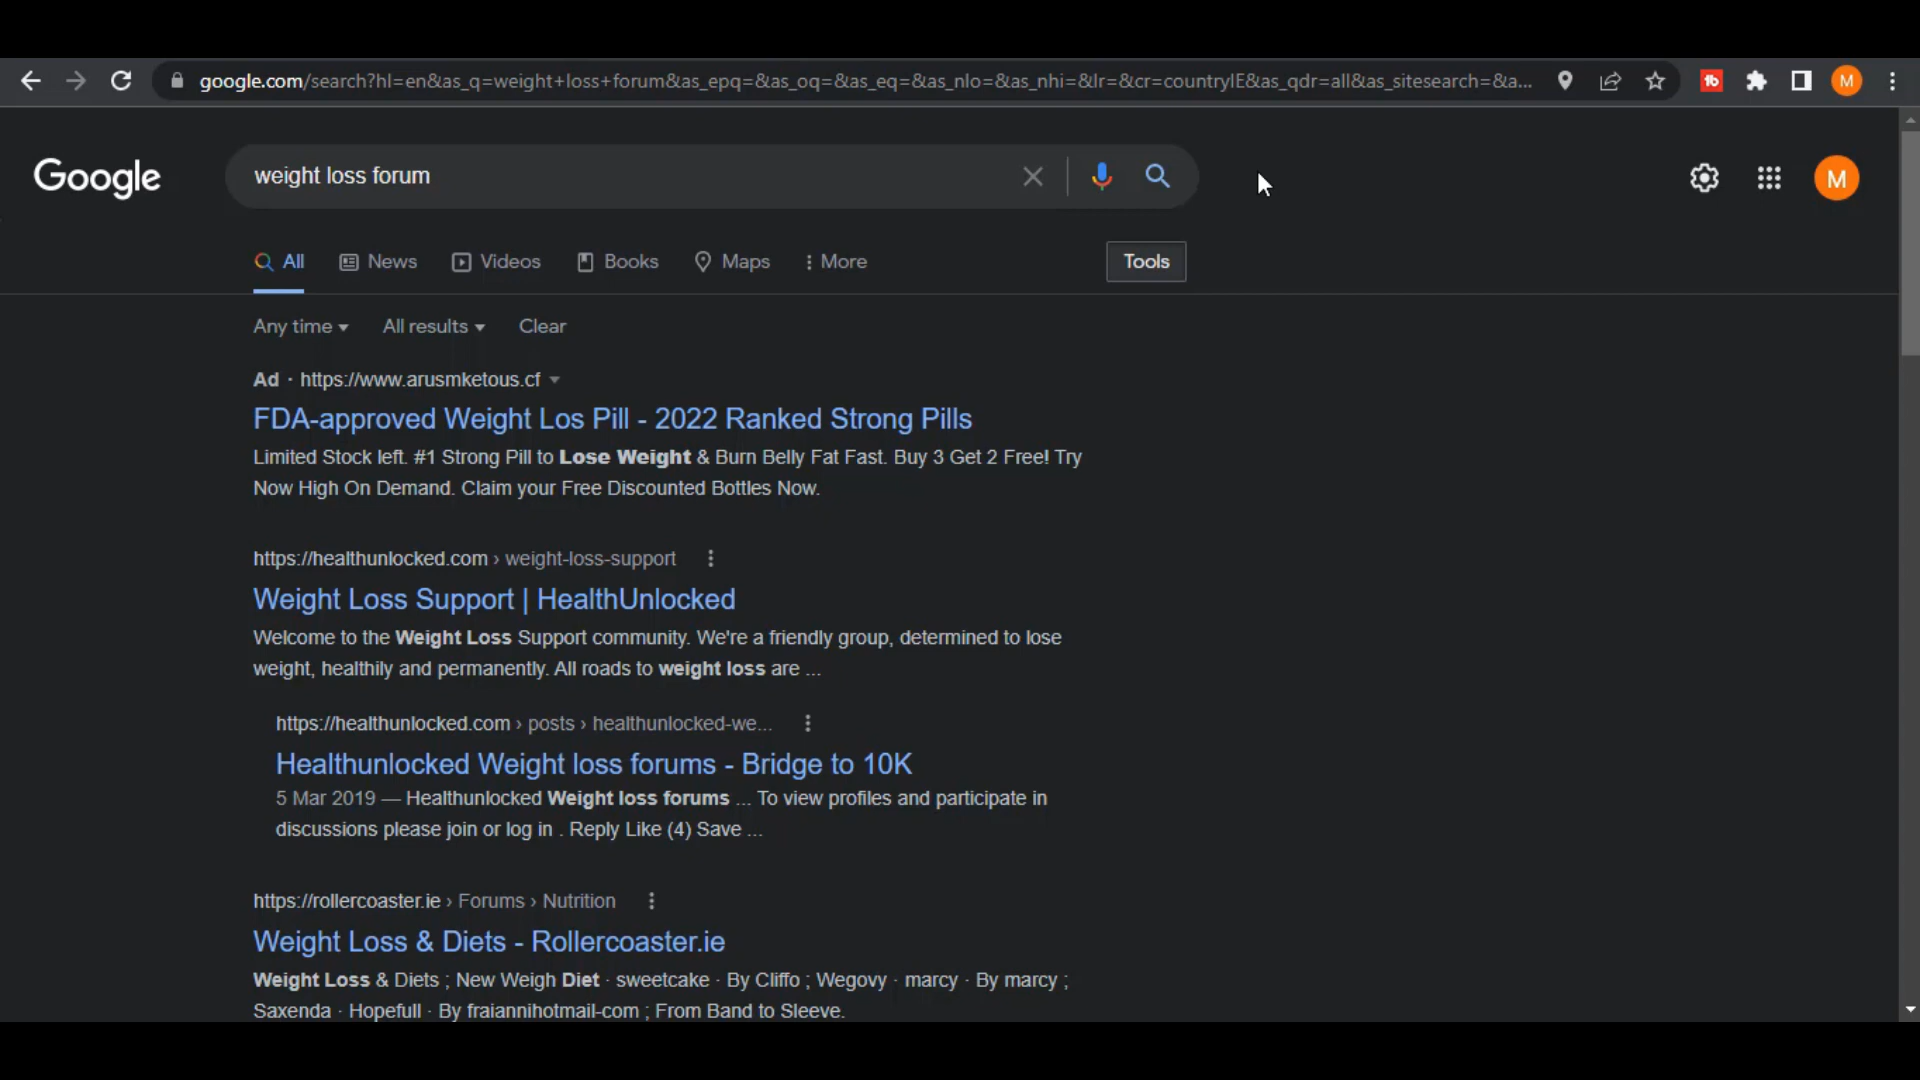 google.com/search?hl=en&as_q=weight+loss+forum&as_epq=&as_oq=&as_eq=&as_nlo=&as_nhi=&lr=&cr=countryIE&as_qdr=all&as_sitesearch=&a...
M
Google
weight loss forum
M
All
News
Videos
Books
Maps
More
Tools
Any time
All results
Clear
Ad · https://www.arusmketous.cf
FDA-approved Weight Los Pill - 2022 Ranked Strong Pills
Limited Stock left. #1 Strong Pill to Lose Weight & Burn Belly Fat Fast. Buy 3 Get 2 Free! Try
Now High On Demand. Claim your Free Discounted Bottles Now.
https://healthunlocked.com › weight-loss-support
Weight Loss Support | HealthUnlocked
Welcome to the Weight Loss Support community. We're a friendly group, determined to lose
weight, healthily and permanently. All roads to weight loss are ...
https://healthunlocked.com › posts › healthunlocked-we...
Healthunlocked Weight loss forums - Bridge to 10K
5 Mar 2019 — Healthunlocked Weight loss forums ... To view profiles and participate in
discussions please join or log in . Reply Like (4) Save ...
https://rollercoaster.ie › Forums › Nutrition
Weight Loss & Diets - Rollercoaster.ie
Weight Loss & Diets ; New Weigh Diet · sweetcake · By Cliffo ; Wegovy · marcy · By marcy ;
Saxenda · Hopefull · By fraiannihotmail-com ; From Band to Sleeve.